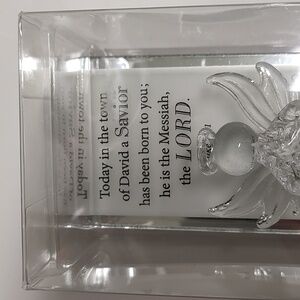 Today in the town
of David a Savior
has been born to you;
he is the Messiah,
the LORD.